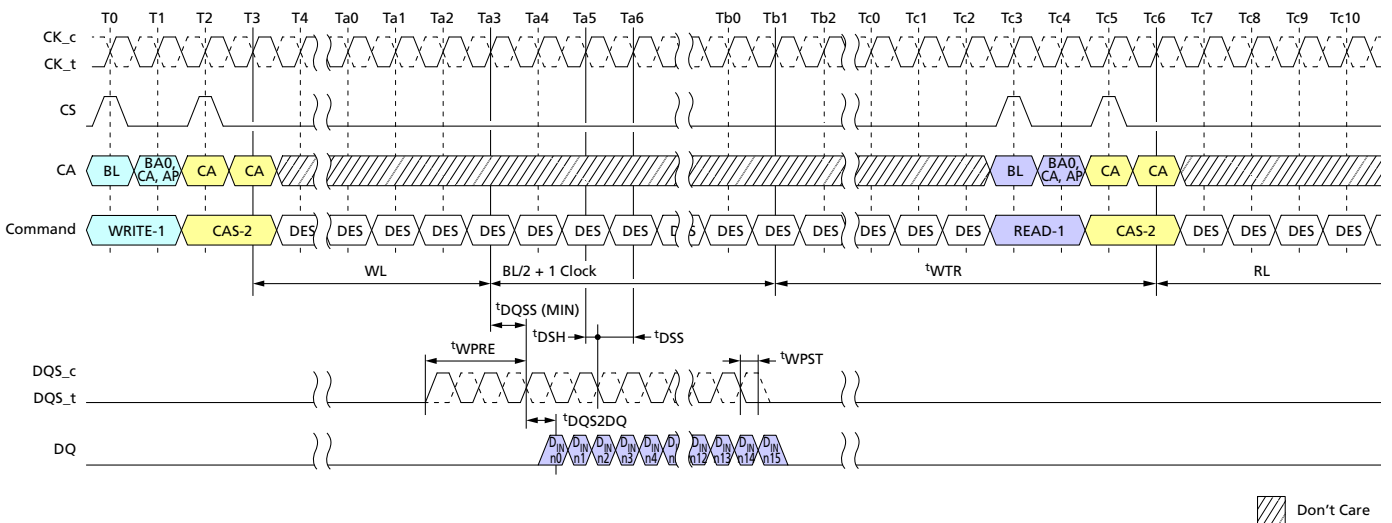 T0 T1 T2 T3 T4 Ta0 Ta1 Ta2 Ta3 Ta4 Ta5 Ta6 Tb0 Tb1 Tb2 Tc0 Tc1 Tc2 Tc3 Tc4 Tc5 Tc6 Tc7 Tc8 Tc9 Tc10
CK_c
CK_t
CS
CA BL BA0, CA, AP CA CA BL BA0, CA, AP CA CA
Command WRITE-1 CAS-2 DES DES DES DES DES DES DES DES DES DES DES DES DES DES DES READ-1 CAS-2 DES DES DES DES
WL BL/2 + 1 Clock tWTR RL
tDQSS (MIN)
tDSH tDSS
tWPRE tWPST
DQS_c
DQS_t
tDQS2DQ
DQ DIN n0 DIN n1 DIN n2 DIN n3 DIN n4 DIN n12 DIN n13 DIN n14 DIN n15
Don't Care